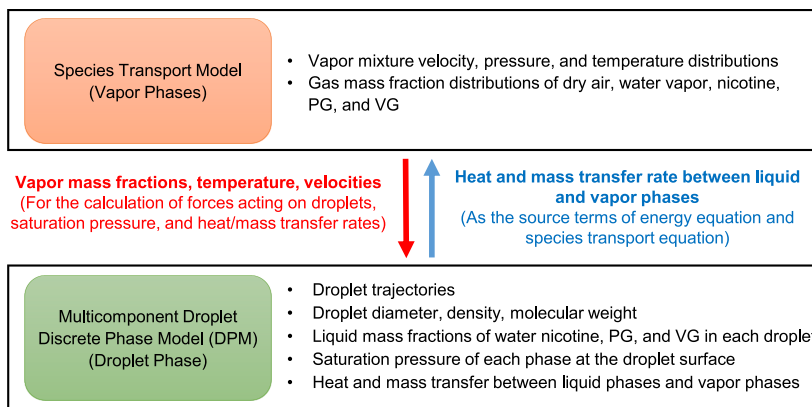 Species Transport Model
(Vapor Phases)
• Vapor mixture velocity, pressure, and temperature distributions
• Gas mass fraction distributions of dry air, water vapor, nicotine,
PG, and VG
Vapor mass fractions, temperature, velocities
(For the calculation of forces acting on droplets,
saturation pressure, and heat/mass transfer rates)
Heat and mass transfer rate between liquid
and vapor phases
(As the source terms of energy equation and
species transport equation)
Multicomponent Droplet
Discrete Phase Model (DPM)
(Droplet Phase)
• Droplet trajectories
• Droplet diameter, density, molecular weight
• Liquid mass fractions of water nicotine, PG, and VG in each droplet
• Saturation pressure of each phase at the droplet surface
• Heat and mass transfer between liquid phases and vapor phases